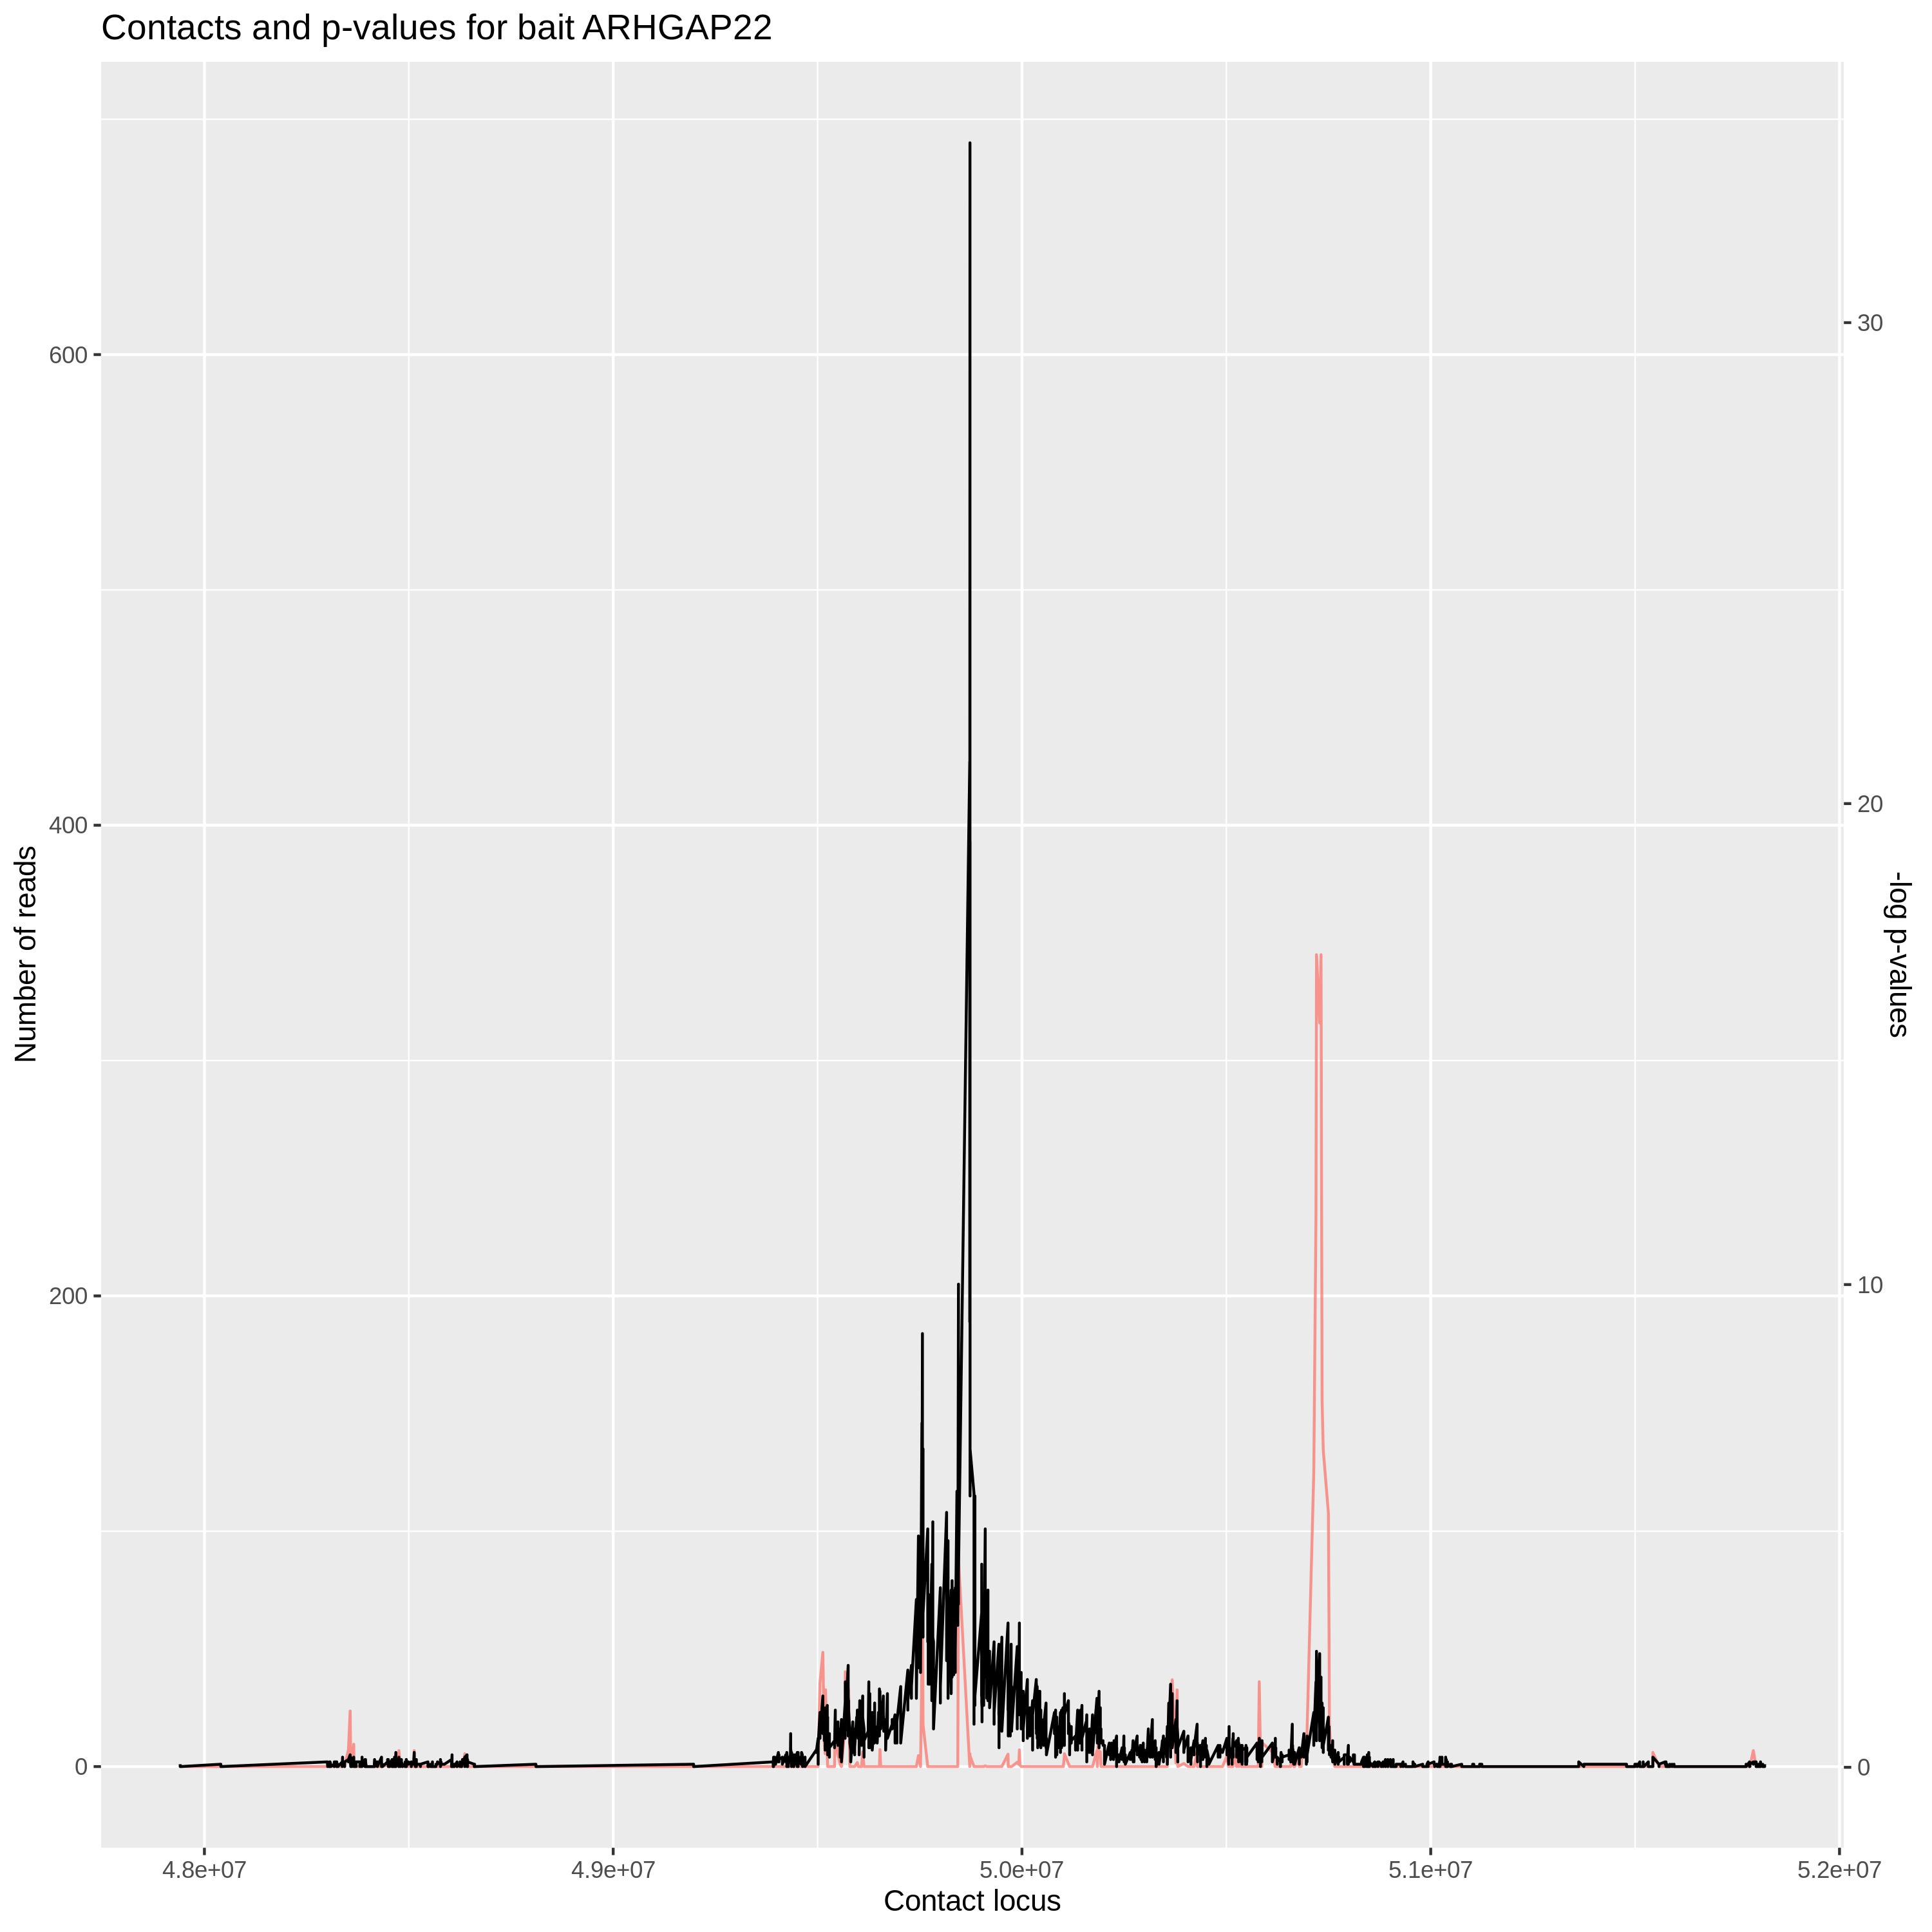 Contacts and p-values for bait ARHGAP22
600
400
200
0
Number of reads
30
20
10
0
-log p-values
4.8e+07 4.9e+07 5.0e+07 5.1e+07 5.2e+07
Contact locus